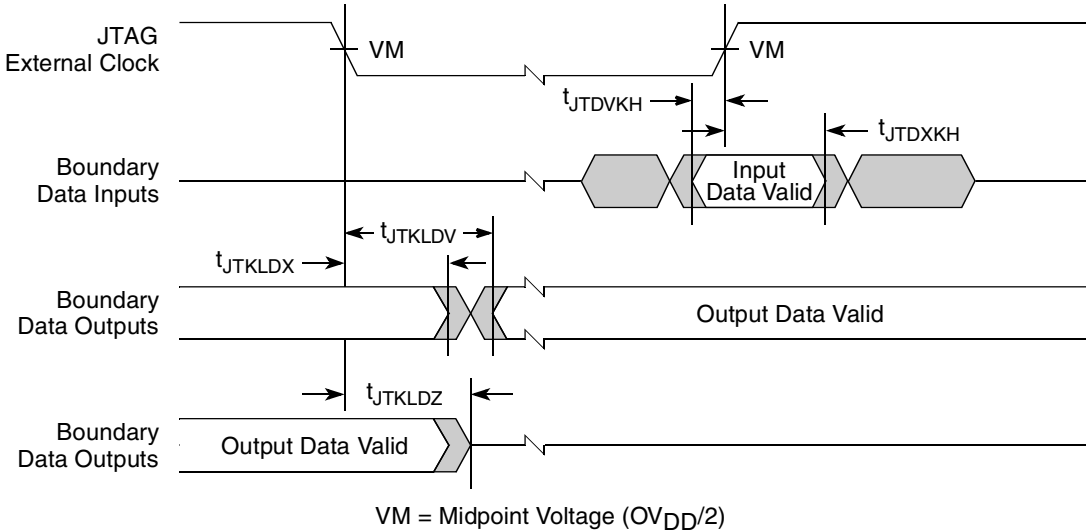 JTAG
External Clock
VM
VM
tJTDVKH
tJTDXKH
Boundary
Data Inputs
Input
Data Valid
tJTKLDV
tJTKLDX
Boundary
Data Outputs
Output Data Valid
tJTKLDZ
Boundary
Data Outputs
Output Data Valid
VM = Midpoint Voltage (OVDD/2)